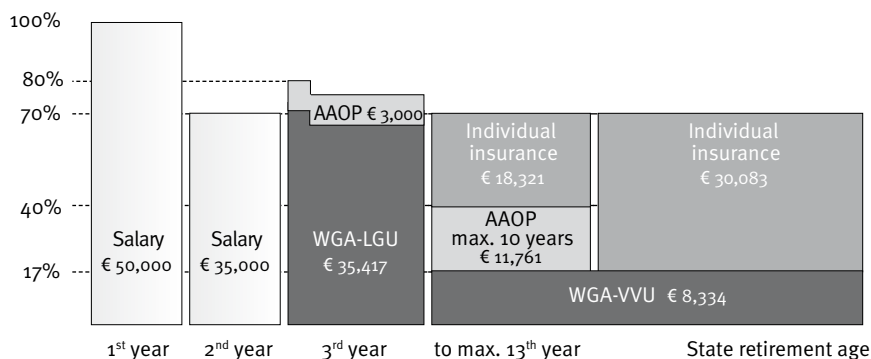 100%
80%
70%
40%
17%
Salary
€ 50,000
Salary
€ 35,000
AAOP € 3,000
WGA-LGU
€ 35,417
Individual
insurance
€ 18,321
AAOP
max. 10 years
€ 11,761
Individual
insurance
€ 30,083
WGA-VVU € 8,334
1st year
2nd year
3rd year
to max. 13th year
State retirement age